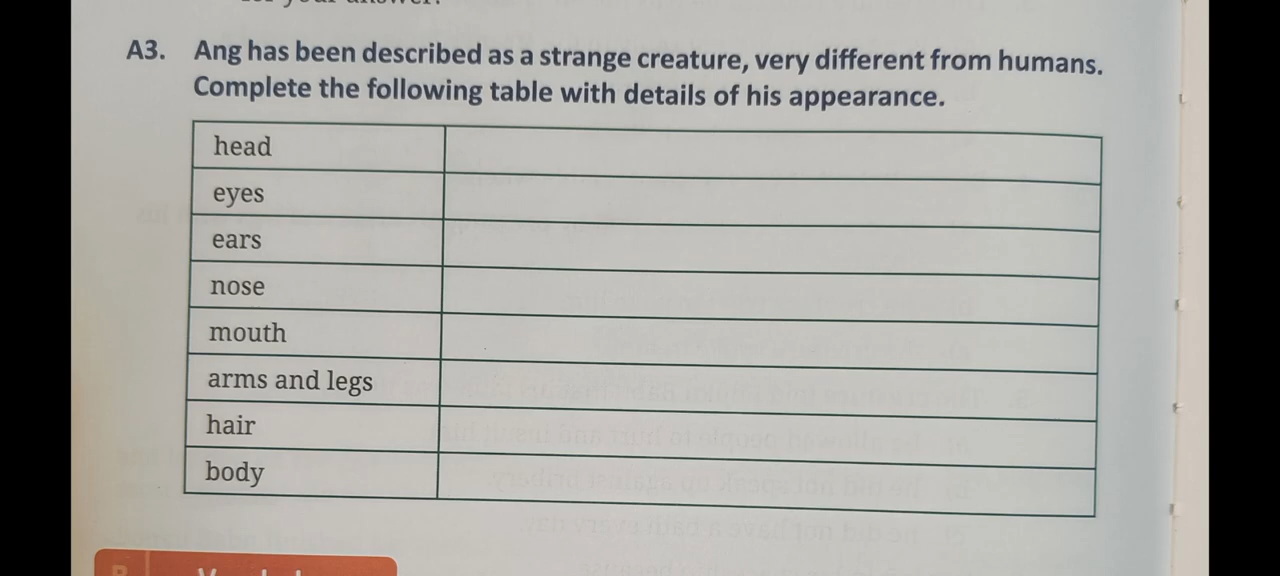 A3. Ang has been described as a strange creature, very different from humans.
Complete the following table with details of his appearance.
head
eyes
ears
nose
mouth
arms and legs
hair
body